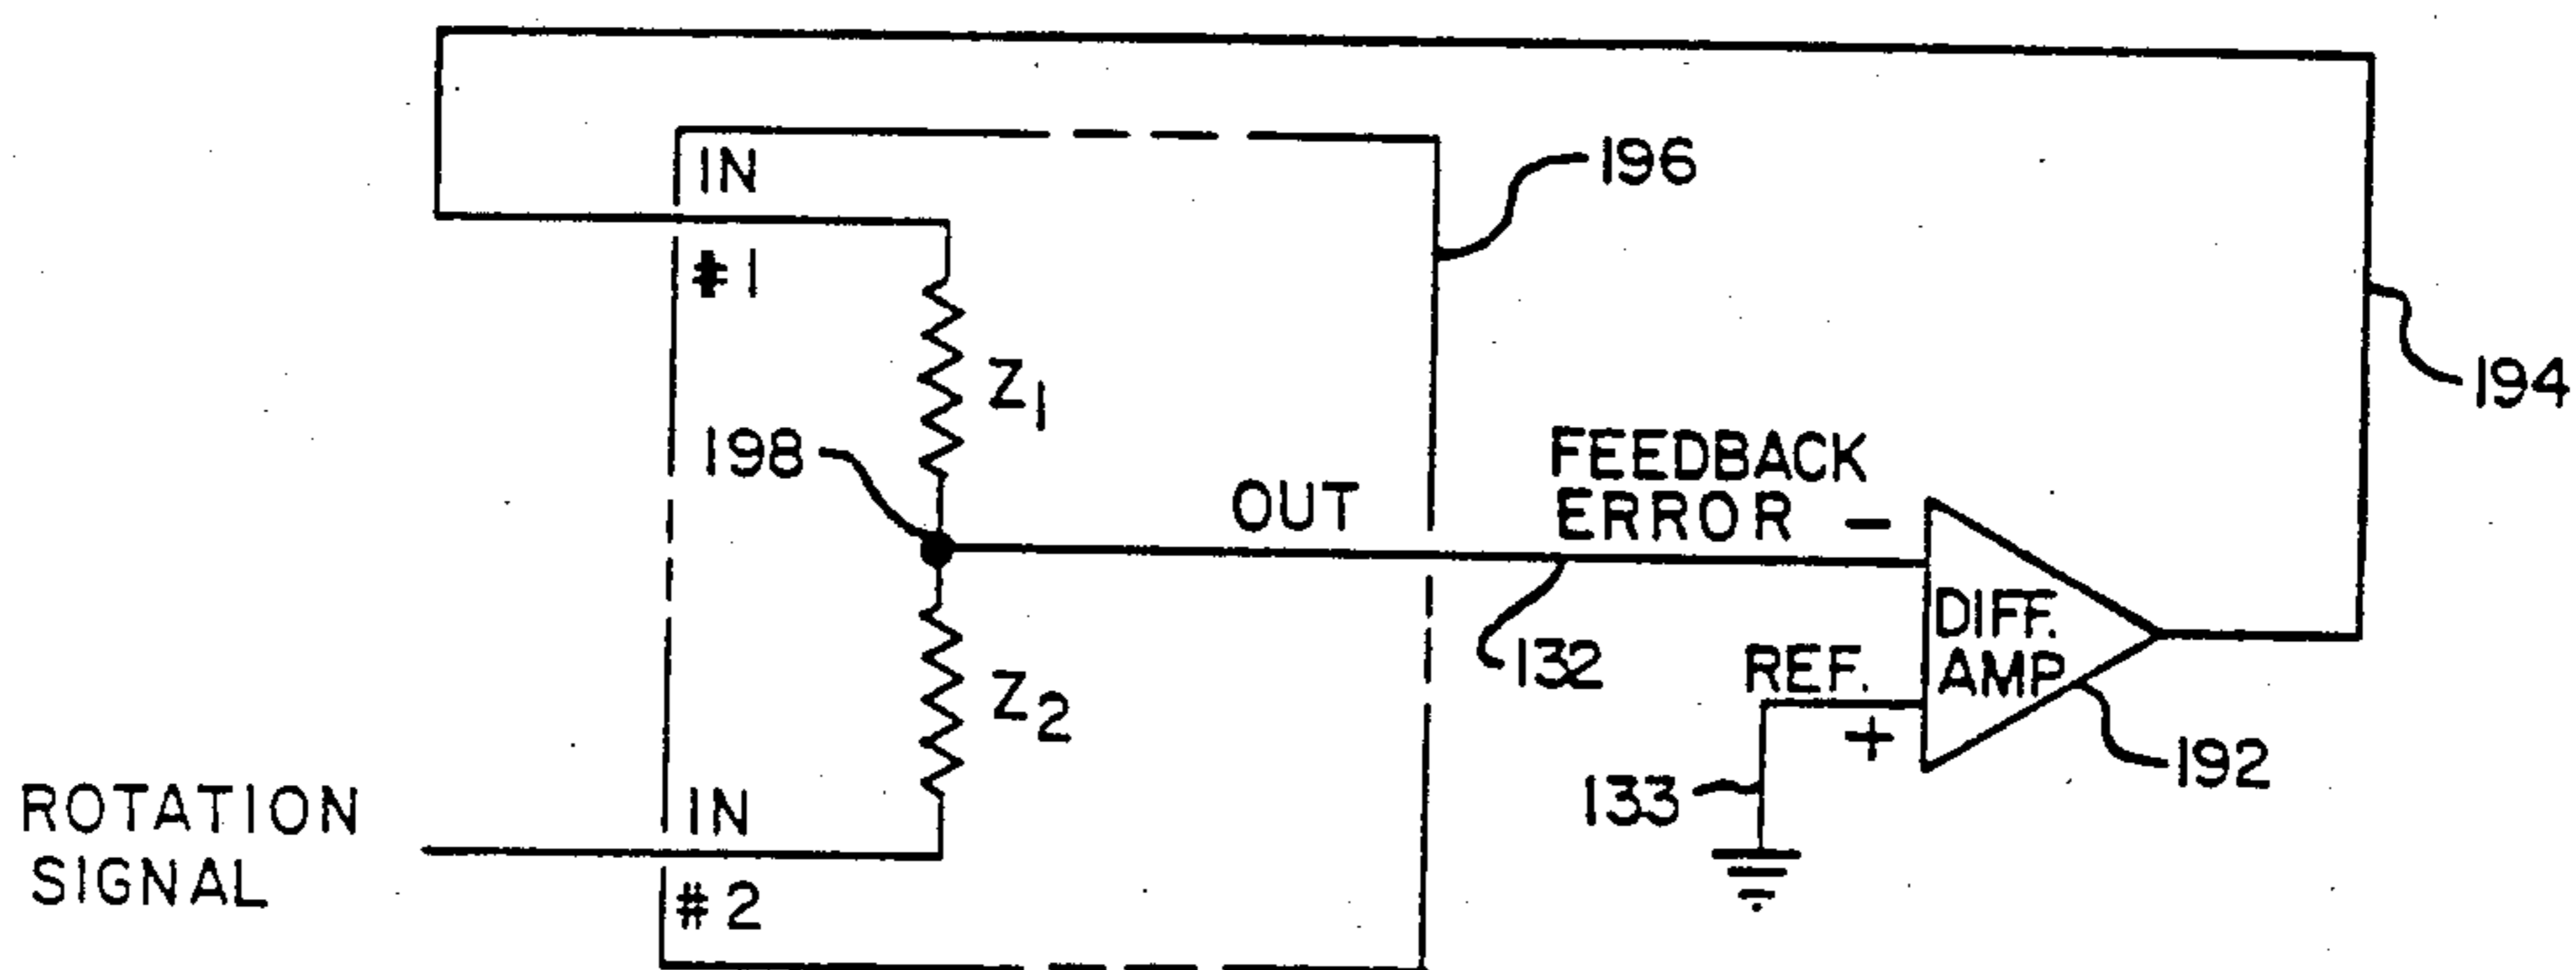 IN
#1
196
Z1
194
198
FEEDBACK
ERROR -
OUT
DIFF.
AMP
132
REF.
+
Z2
192
133
ROTATION
SIGNAL
IN
#2